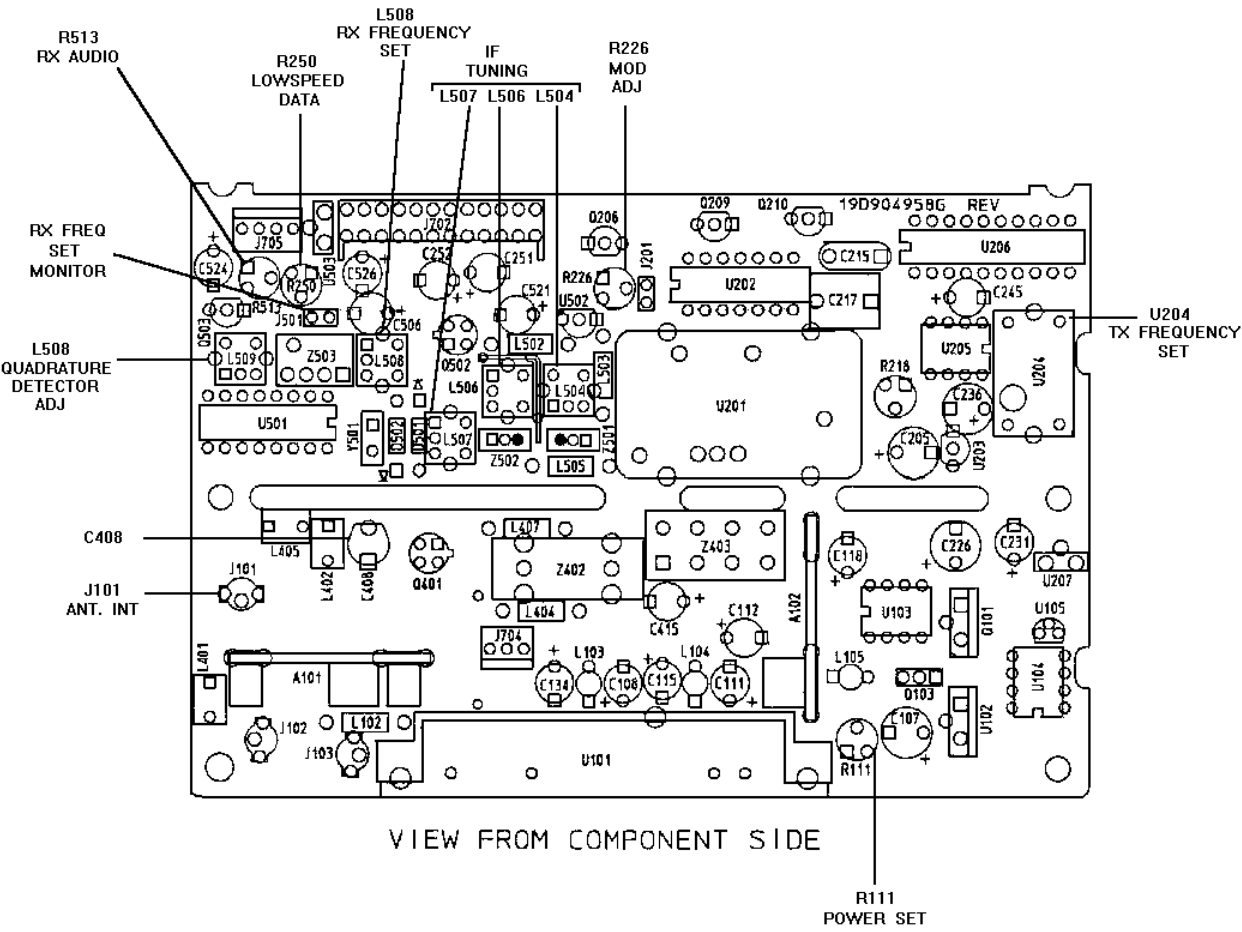 L508
RX FREQUENCY
SET
R513
RX AUDIO
R250
LOWSPEED
DATA
IF
TUNING
L507 L506 L504
R226
MOD
ADJ
RX FREQ
SET
MONITOR
L508
QUADRATURE
DETECTOR
ADJ
C408
J101
ANT. INT
U204
TX FREQUENCY
SET
J705
J702
Q206
Q209
Q210
19D904958G REV
U206
C524
R250
U503
C526
C252
C251
R226
J201
U202
C215
C217
C245
R513
Q503
J501
C506
Q502
C521
U502
L502
L509
Z503
L508
L506
L504
L503
U201
R218
U205
U204
C236
U501
Y501
D502
D501
L507
Z502
Z501
L505
C205
U203
L405
L402
C408
Q401
L407
Z402
Z403
C118
C226
C231
U207
J101
L404
C415
C112
A102
U103
Q101
U105
L401
A101
J704
L103
L104
C134
C108
C115
C111
L105
Q103
U104
J102
L102
J103
U101
R111
C107
U102
VIEW FROM COMPONENT SIDE
R111
POWER SET